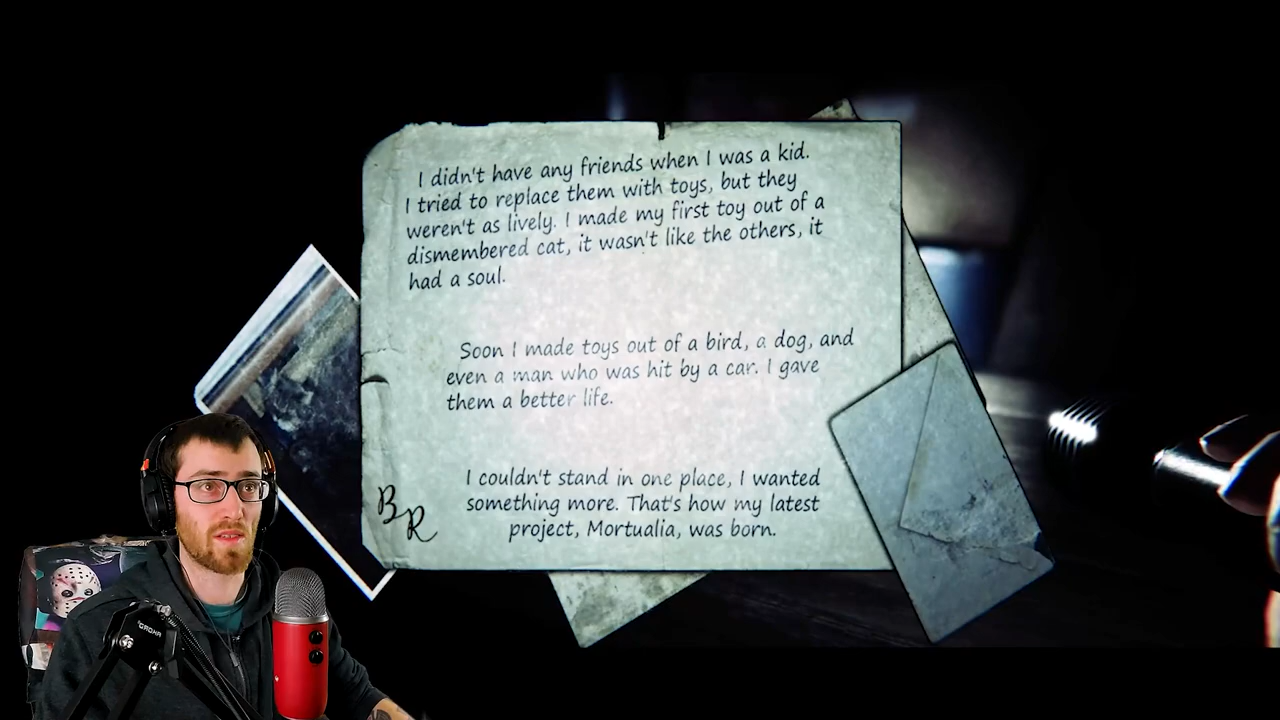 I didn't have any friends when I was a kid.
I tried to replace them with toys, but they
weren't as lively. I made my first toy out of a
dismembered cat, it wasn't like the others, it
had a soul.
Soon I made toys out of a bird, a dog, and
even a man who was hit by a car. I gave
them a better life.
I couldn't stand in one place, I wanted
something more. That's how my latest
project, Mortualia, was born.
BR